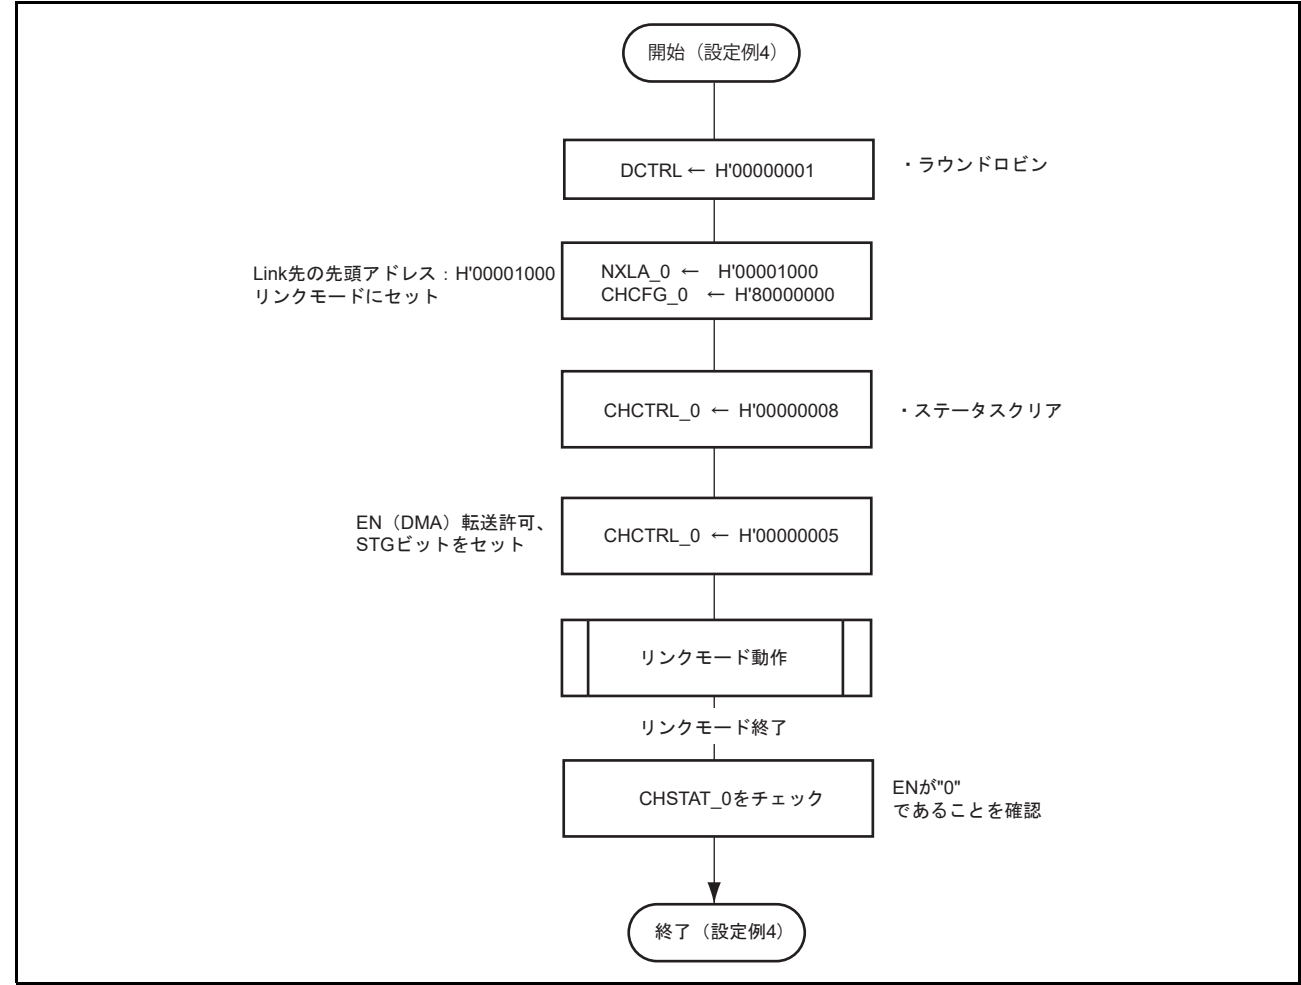 開始（設定例4）
DCTRL ← H'00000001
・ラウンドロビン
Link先の先頭アドレス：H'00001000
リンクモードにセット
NXLA_0 ← H'00001000
CHCFG_0 ← H'80000000
CHCTRL_0 ← H'00000008
・ステータスクリア
EN（DMA）転送許可、
STGビットをセット
CHCTRL_0 ← H'00000005
リンクモード動作
リンクモード終了
CHSTAT_0をチェック
ENが"0"
であることを確認
終了（設定例4）